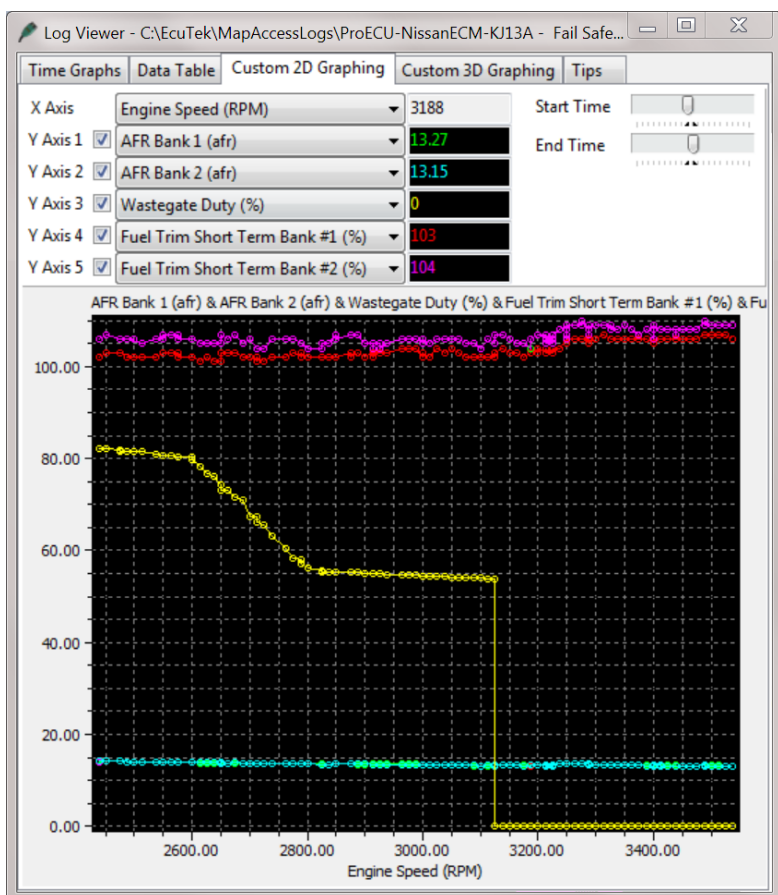 Log Viewer - C:\EcuTek\MapAccessLogs\ProECU-NissanECM-KJ13A - Fail Safe...
Time Graphs Data Table Custom 2D Graphing Custom 3D Graphing Tips
X Axis Engine Speed (RPM) 3188 Start Time
Y Axis 1 AFR Bank 1 (afr) 13.27 End Time
Y Axis 2 AFR Bank 2 (afr) 13.15
Y Axis 3 Wastegate Duty (%) 0
Y Axis 4 Fuel Trim Short Term Bank #1 (%) 103
Y Axis 5 Fuel Trim Short Term Bank #2 (%) 104
AFR Bank 1 (afr) & AFR Bank 2 (afr) & Wastegate Duty (%) & Fuel Trim Short Term Bank #1 (%) & Fu
100.00
80.00
60.00
40.00
20.00
0.00
2600.00 2800.00 3000.00 3200.00 3400.00
Engine Speed (RPM)